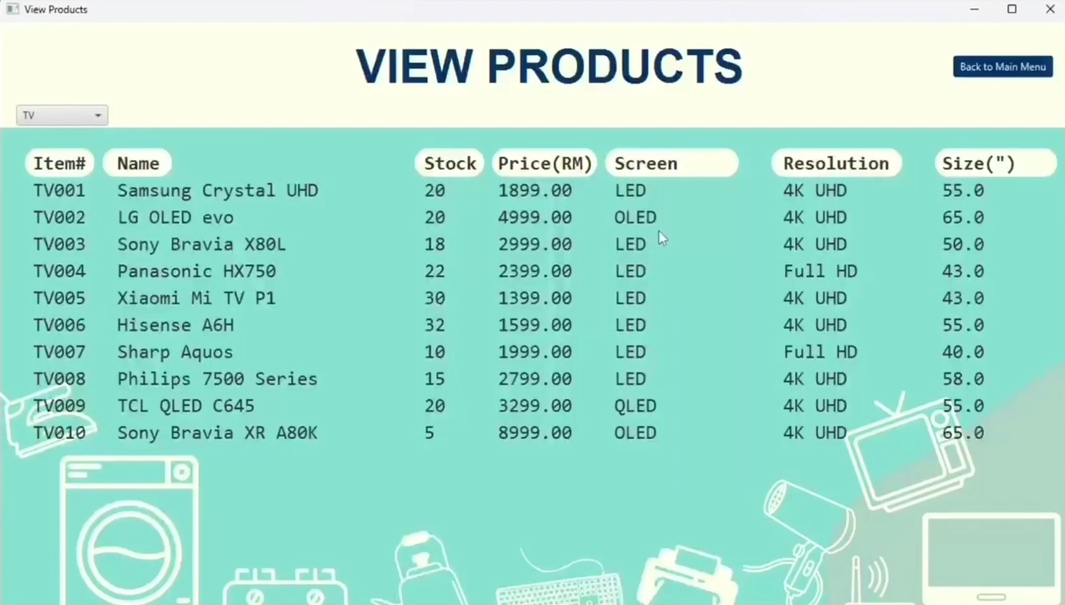 View Products
VIEW PRODUCTS
Back to Main Menu
TV
Item# Name Stock Price(RM) Screen Resolution Size(")
TV001 Samsung Crystal UHD 20 1899.00 LED 4K UHD 55.0
TV002 LG OLED evo 20 4999.00 OLED 4K UHD 65.0
TV003 Sony Bravia X80L 18 2999.00 LED 4K UHD 50.0
TV004 Panasonic HX750 22 2399.00 LED Full HD 43.0
TV005 Xiaomi Mi TV P1 30 1399.00 LED 4K UHD 43.0
TV006 Hisense A6H 32 1599.00 LED 4K UHD 55.0
TV007 Sharp Aquos 10 1999.00 LED Full HD 40.0
TV008 Philips 7500 Series 15 2799.00 LED 4K UHD 58.0
TV009 TCL QLED C645 20 3299.00 QLED 4K UHD 55.0
TV010 Sony Bravia XR A80K 5 8999.00 OLED 4K UHD 65.0